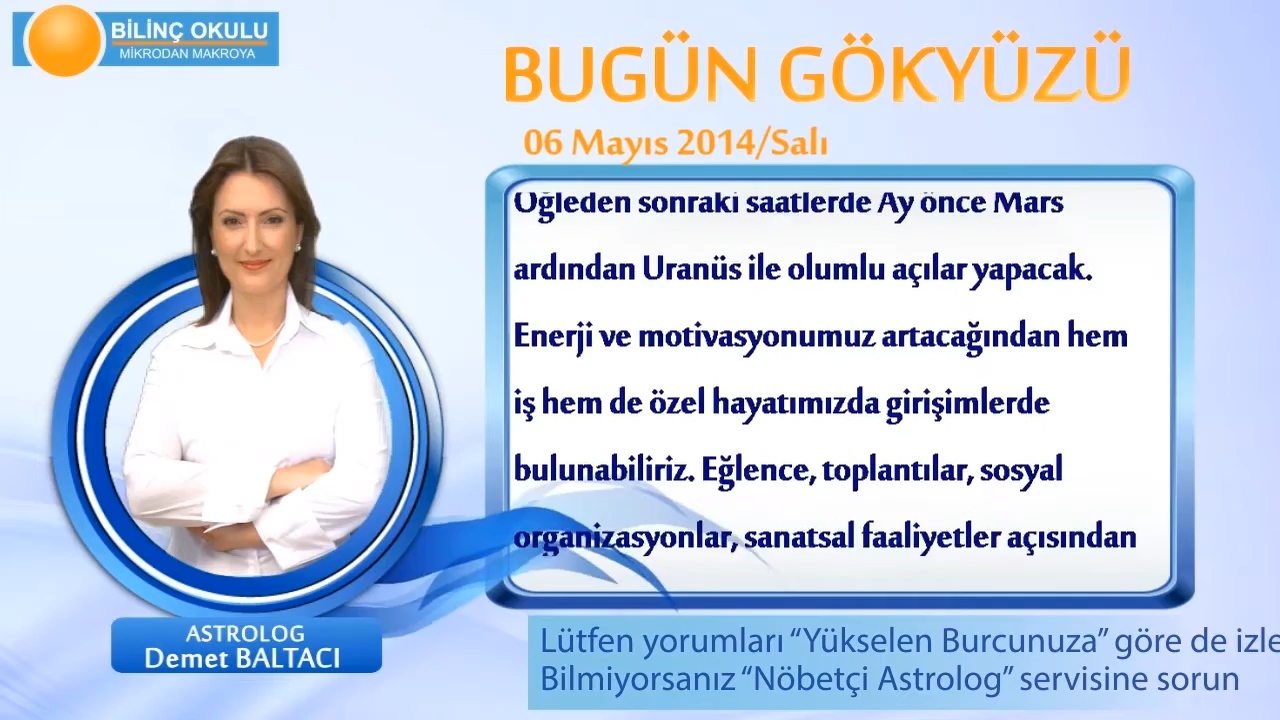 BİLİNÇ OKULU
MİKRODAN MAKROYA
BUGÜN GÖKYÜZÜ
06 Mayıs 2014/Salı
Öğleden sonraki saatlerde Ay önce Mars
ardından Uranüs ile olumlu açılar yapacak.
Enerji ve motivasyonumuz artacağından hem
iş hem de özel hayatımızda girişimlerde
bulunabiliriz. Eğlence, toplantılar, sosyal
organizasyonlar, sanatsal faaliyetler açısından
ASTROLOG
Demet BALTACI
Lütfen yorumları “Yükselen Burcunuza” göre de izle
Bilmiyorsanız “Nöbetçi Astrolog” servisine sorun